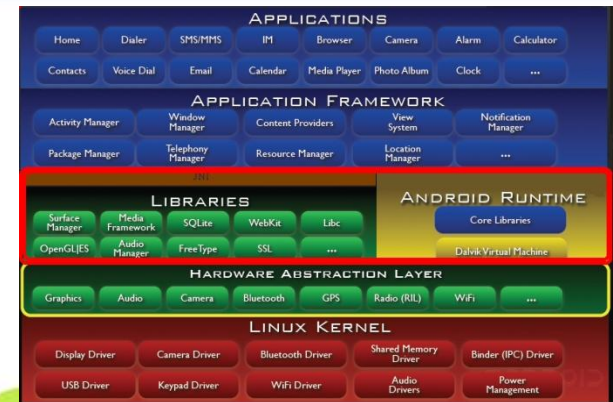 APPLICATIONS
Home Dialer SMS/MMS IM Browser Camera Alarm Calculator
Contacts Voice Dial Email Calendar Media Player Photo Album Clock ...
APPLICATION FRAMEWORK
Activity Manager Window Manager Content Providers View System Notification Manager
Package Manager Telephony Manager Resource Manager Location Manager ...
JNI
LIBRARIES
Surface Manager Media Framework SQLite WebKit Libc
OpenGL|ES Audio Manager FreeType SSL ...
ANDROID RUNTIME
Core Libraries
Dalvik Virtual Machine
HARDWARE ABSTRACTION LAYER
Graphics Audio Camera Bluetooth GPS Radio (RIL) WiFi ...
LINUX KERNEL
Display Driver Camera Driver Bluetooth Driver Shared Memory Driver Binder (IPC) Driver
USB Driver Keypad Driver WiFi Driver Audio Drivers Power Management